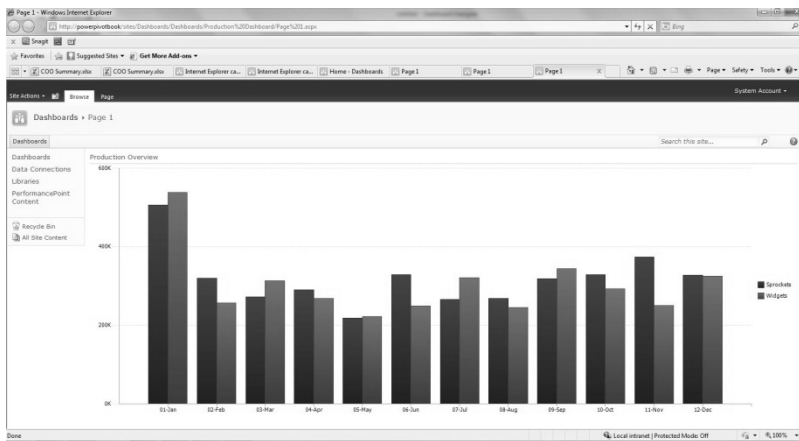 Page 1 - Windows Internet Explorer
http://powerpivotbook/sites/Dashboards/Dashboards/Production%20Dashboard/Page%201.aspx
Bing
x Snagit
Favorites Suggested Sites Get More Add-ons
COO Summary.xlsx COO Summary.xlsx Internet Explorer ca... Internet Explorer ca... Home - Dashboards Page 1 Page 1 Page 1 x Page Safety Tools
Site Actions Browse Page System Account
Dashboards Page 1
Dashboards Search this site...
Dashboards
Data Connections
Libraries
PerformancePoint
Content
Recycle Bin
All Site Content
Production Overview
600K
400K
200K
0K
01-Jan 02-Feb 03-Mar 04-Apr 05-May 06-Jun 07-Jul 08-Aug 09-Sep 10-Oct 11-Nov 12-Dec
Sprockets
Widgets
Done Local intranet | Protected Mode: Off 100%